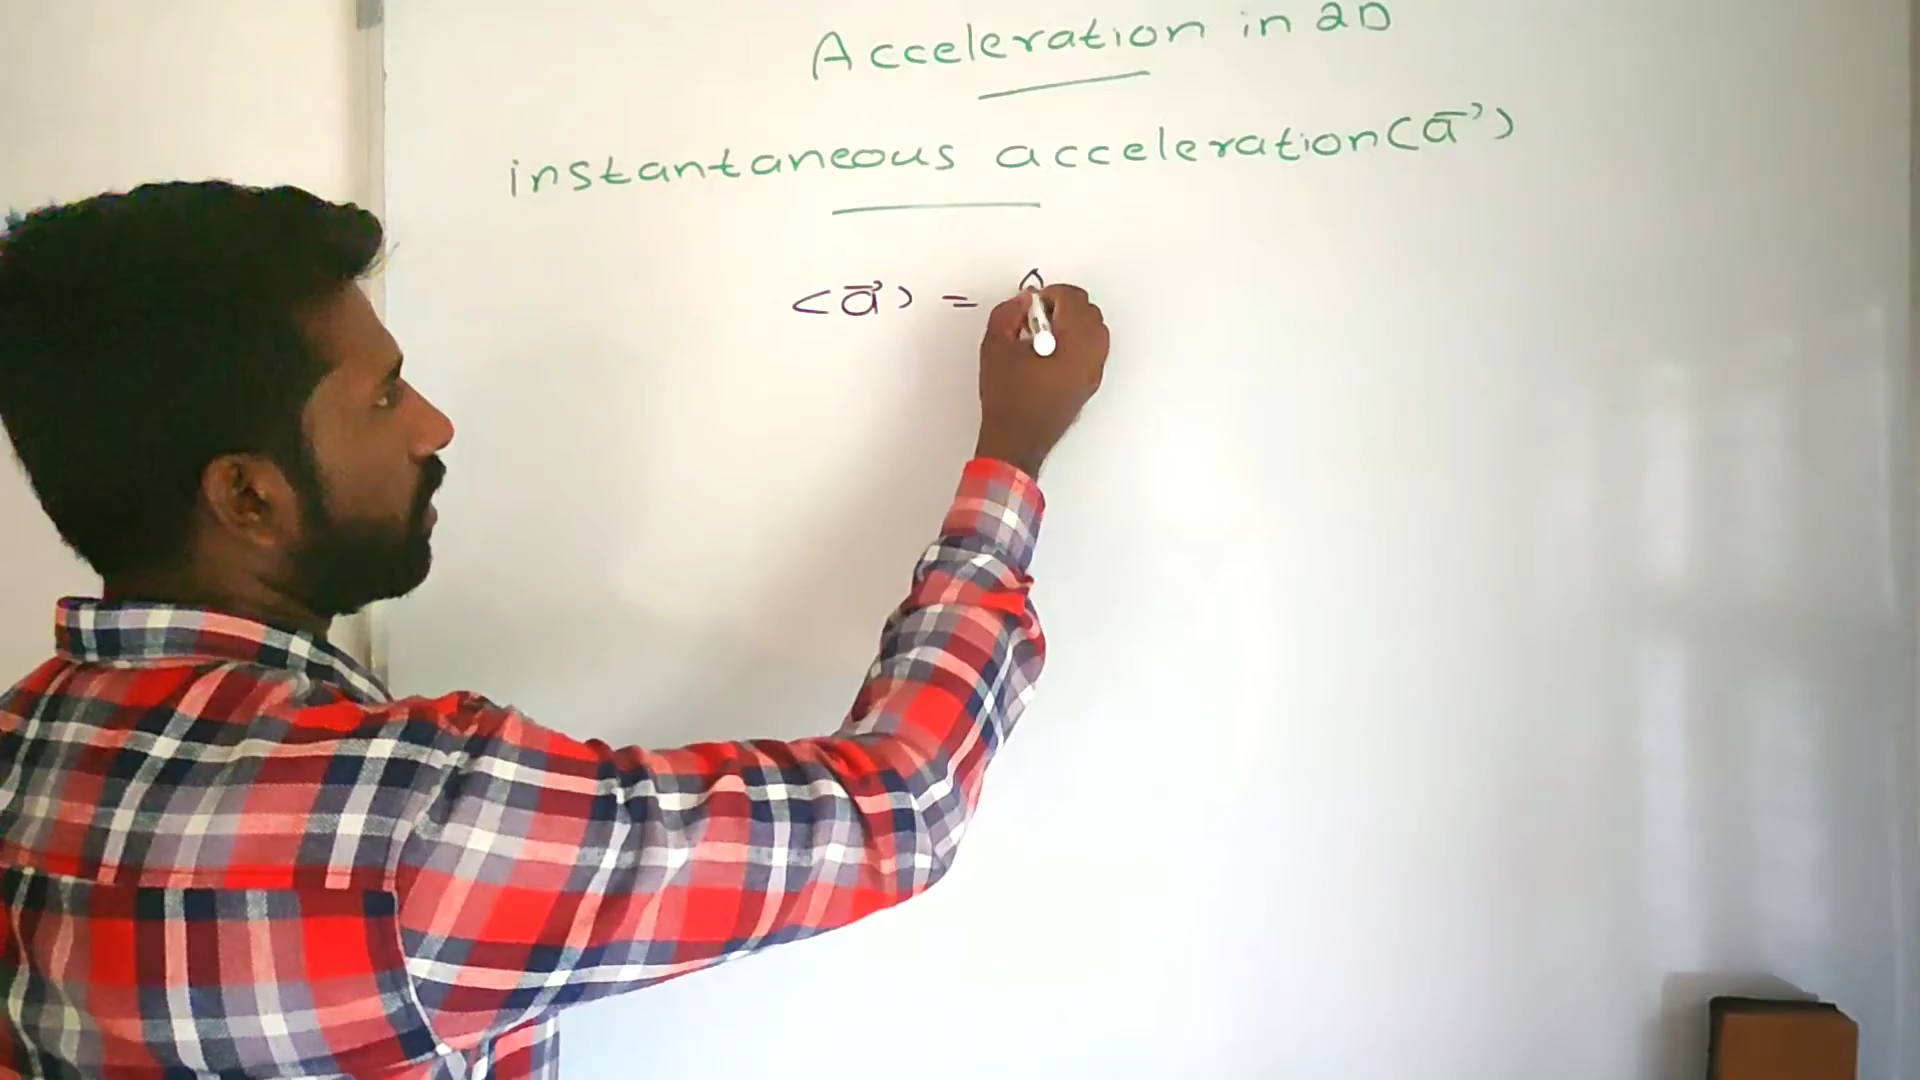 Acceleration in 2D
instantaneous acceleration (a⃗)
<a⃗> =